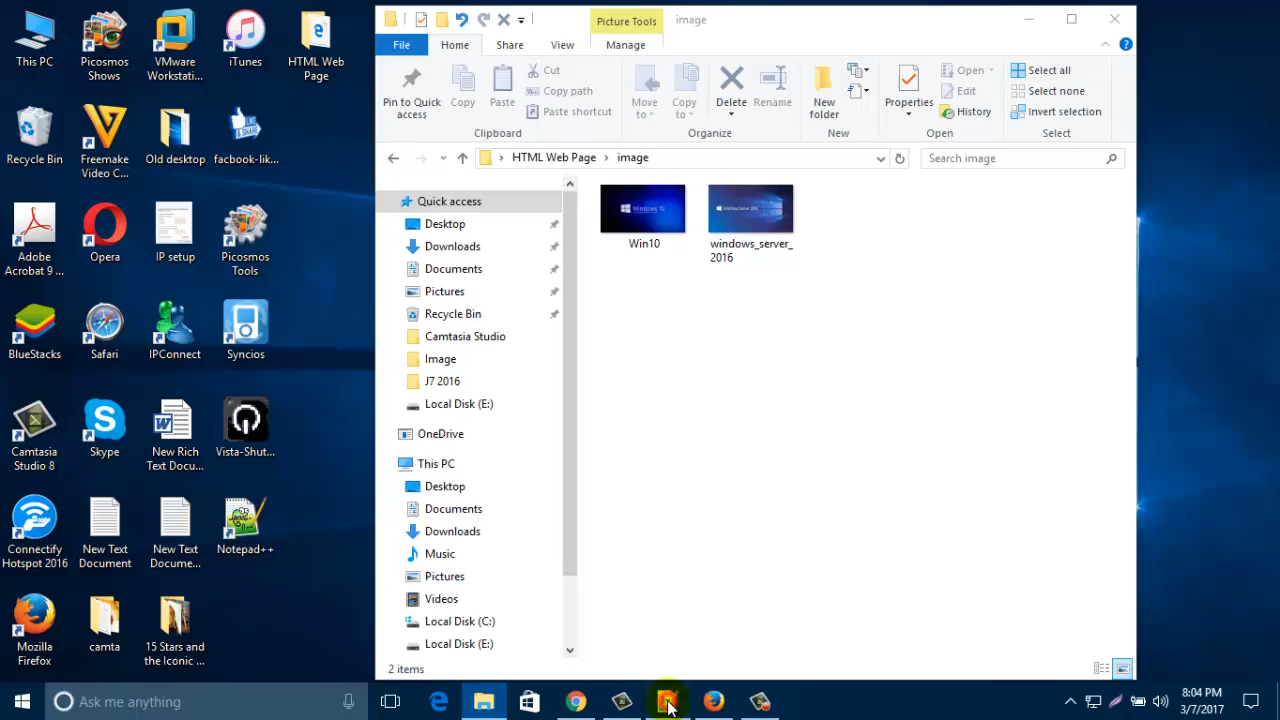 This PC
Picosmos
Shows
VMware
Workstati...
iTunes
HTML Web
Page
Recycle Bin
Freemake
Video C...
Old desktop
facbook-lik...
Adobe
Acrobat 9 ...
Opera
IP setup
Picosmos
Tools
BlueStacks
Safari
IPConnect
Syncios
Camtasia
Studio 8
Skype
New Rich
Text Docu...
Vista-Shut...
Connectify
Hotspot 2016
New Text
Document
New Text
Docume...
Notepad++
Mozilla
Firefox
camta
15 Stars and
the Iconic ...
Picture Tools
image
File
Home
Share
View
Manage
Pin to Quick
access
Copy
Paste
Cut
Copy path
Paste shortcut
Clipboard
Move
to
Copy
to
Delete
Rename
Organize
New
folder
New
Properties
Open
Edit
History
Open
Select all
Select none
Invert selection
Select
HTML Web Page > image
Search image
Quick access
Desktop
Downloads
Documents
Pictures
Recycle Bin
Camtasia Studio
Image
J7 2016
Local Disk (E:)
OneDrive
This PC
Desktop
Documents
Downloads
Music
Pictures
Videos
Local Disk (C:)
Local Disk (E:)
Windows 10
Win10
windows_server_
2016
2 items
Ask me anything
8:04 PM
3/7/2017